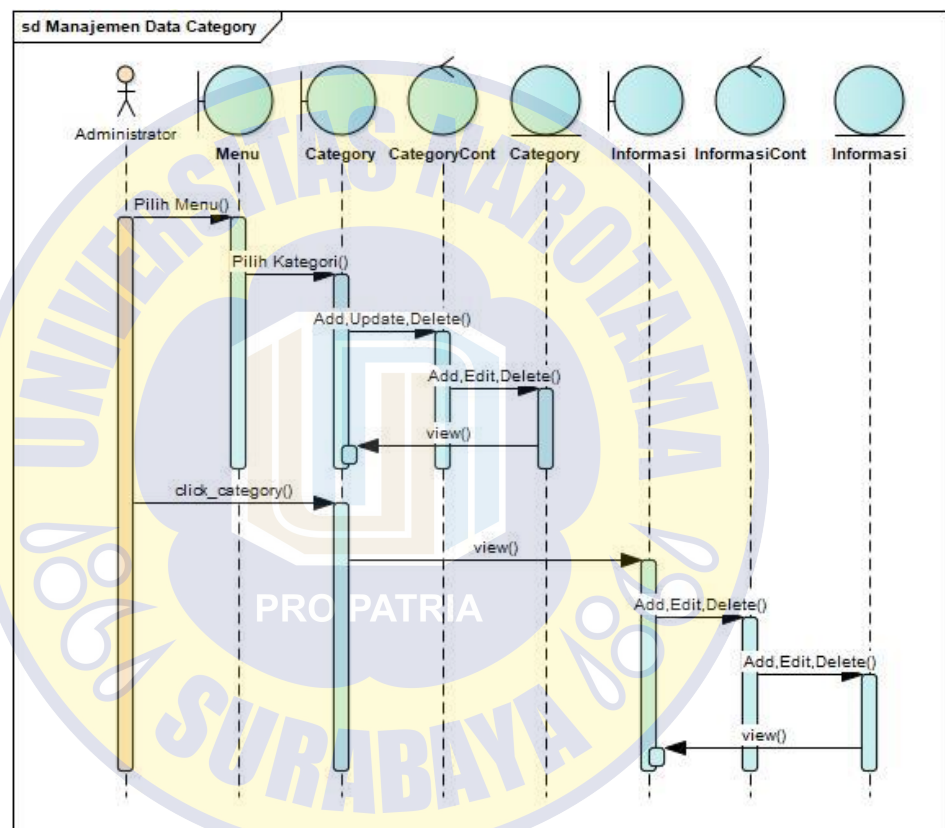 sd Manajemen Data Category
Administrator
Menu
Category
CategoryCont
Category
Informasi
InformasiCont
Informasi
Pilih Menu()
Pilih Kategori()
Add,Update,Delete()
Add,Edit,Delete()
view()
click_category()
view()
Add,Edit,Delete()
Add,Edit,Delete()
view()
UNIVERSITAS NAROTAMA
PRO PATRIA
SURABAYA